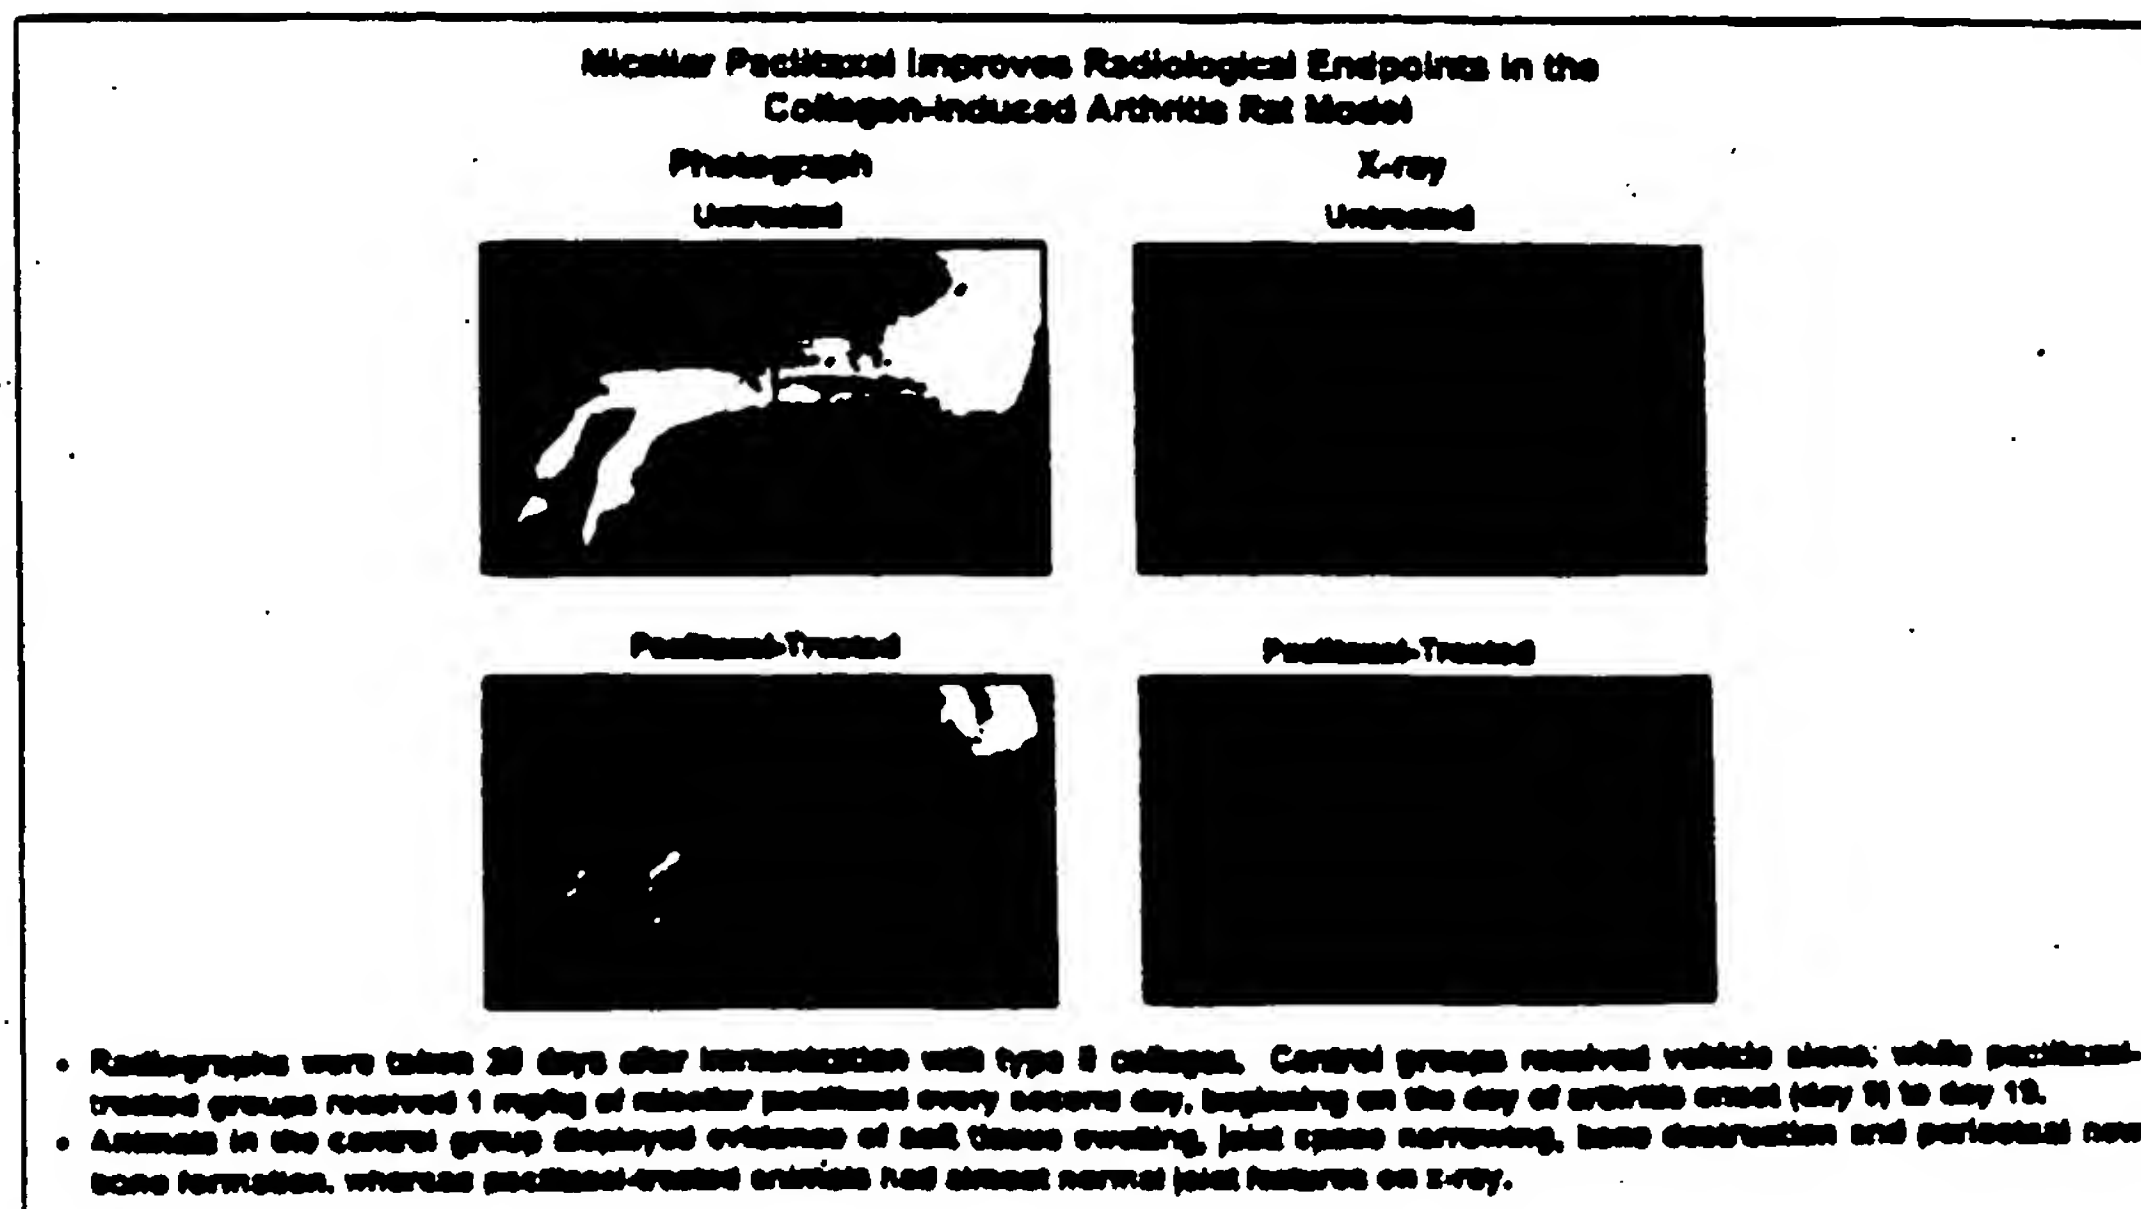 Micellar Paclitaxel Improves Radiological Endpoints in the
Collagen-Induced Arthritis Rat Model
Photograph
X-ray
Untreated
Untreated
Paclitaxel-Treated
Paclitaxel-Treated
• Radiographs were taken days after immunization with type collagen. Control groups received vehicle alone; while paclitaxel-
treated groups received 1 mg/kg of micellar paclitaxel every second day, beginning on the day of arthritis onset (day 9) to day
• Animals in the control group displayed evidence of soft tissue swelling, joint space narrowing, bone destruction and periosteal new
bone formation, whereas paclitaxel-treated animals had almost normal joint features on x-ray.